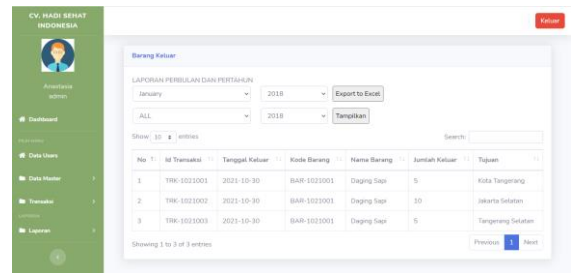 CV. HADI SEHAT
INDONESIA
Keluar
Anastasia
admin
Dashboard
Data Users
Data Master
Transaksi
Laporan
Barang Keluar
LAPORAN PERBULAN DAN PERTAHUN
January 2018 Export to Excel
ALL 2018 Tampilkan
Show 10 entries Search:
No Id Transaksi Tanggal Keluar Kode Barang Nama Barang Jumlah Keluar Tujuan
1 TRK-1021001 2021-10-30 BAR-1021001 Daging Sapi 5 Kota Tangerang
2 TRK-1021002 2021-10-30 BAR-1021001 Daging Sapi 10 Jakarta Selatan
3 TRK-1021003 2021-10-30 BAR-1021001 Daging Sapi 5 Tangerang Selatan
Showing 1 to 3 of 3 entries
Previous 1 Next